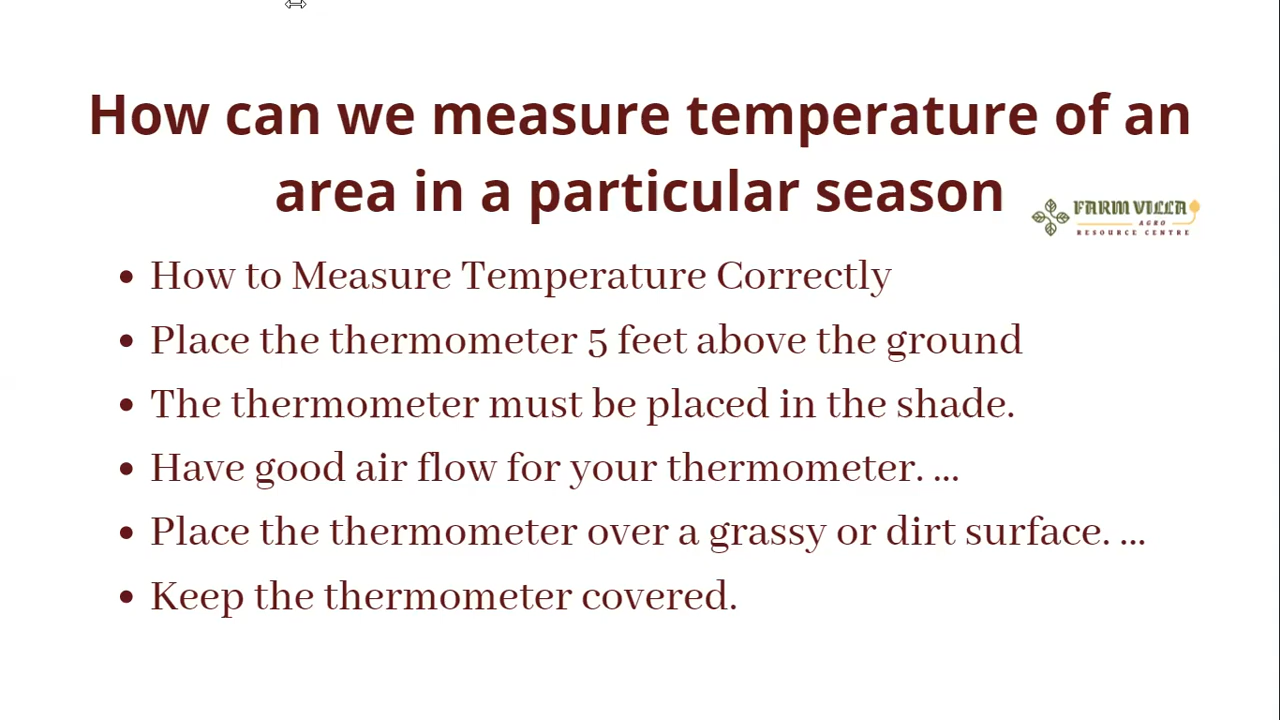 How can we measure temperature of an
area in a particular season
FARM VILLA
AGRO
RESOURCE CENTRE
• How to Measure Temperature Correctly
• Place the thermometer 5 feet above the ground
• The thermometer must be placed in the shade.
• Have good air flow for your thermometer. ...
• Place the thermometer over a grassy or dirt surface. ...
• Keep the thermometer covered.